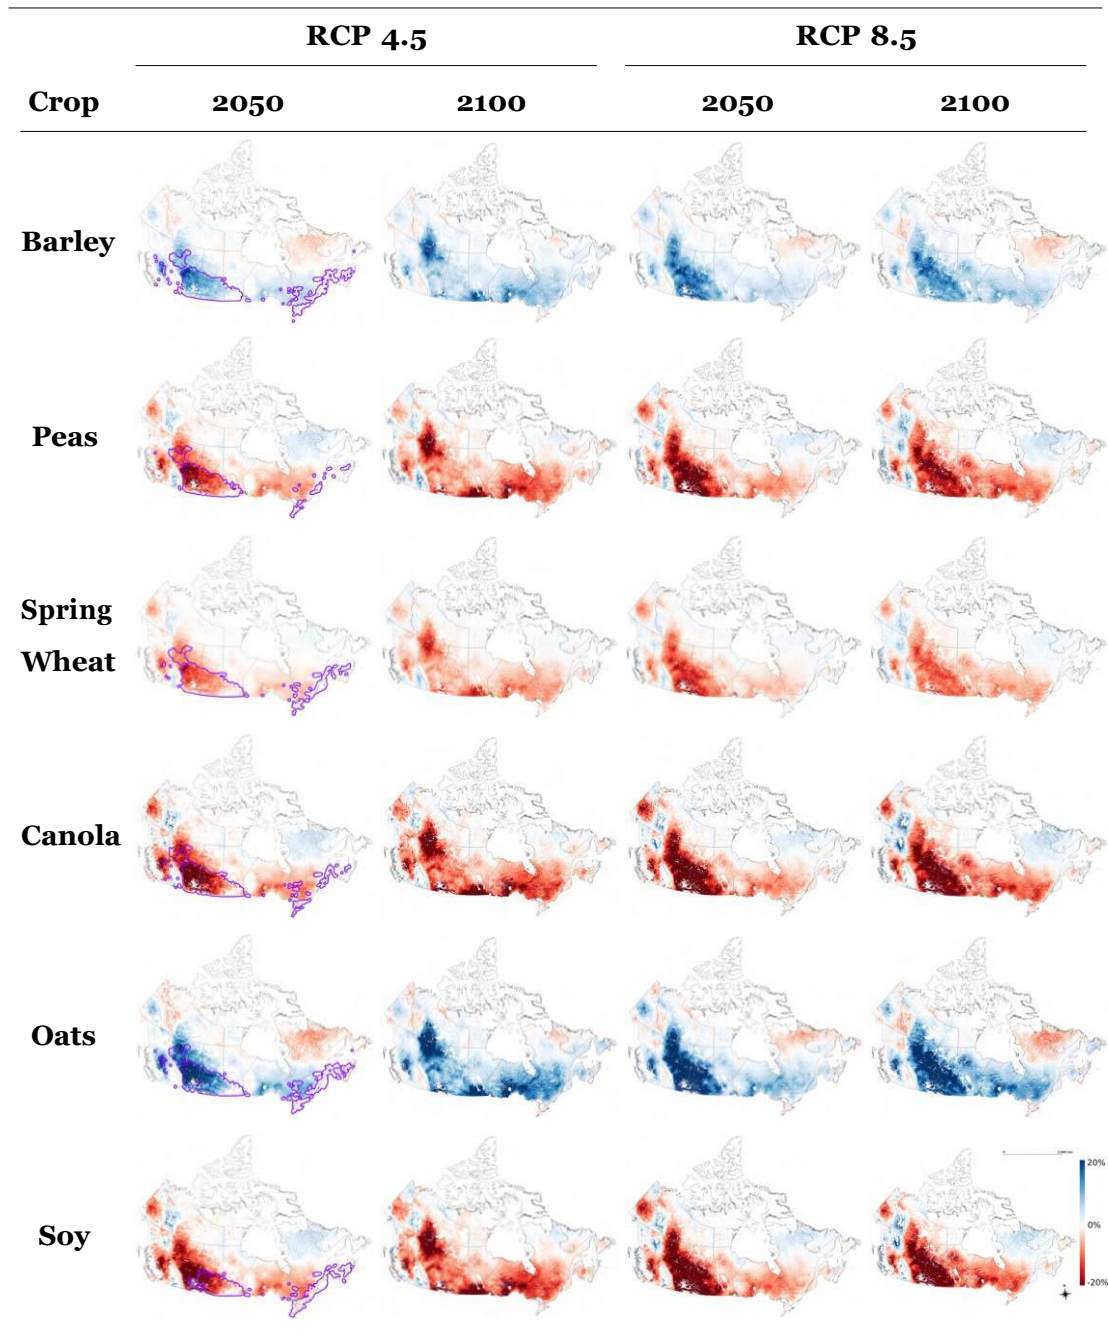 RCP 4.5 RCP 8.5
Crop 2050 2100 2050 2100
Barley
Peas
Spring
Wheat
Canola
Oats
20%
0%
Soy
-20%